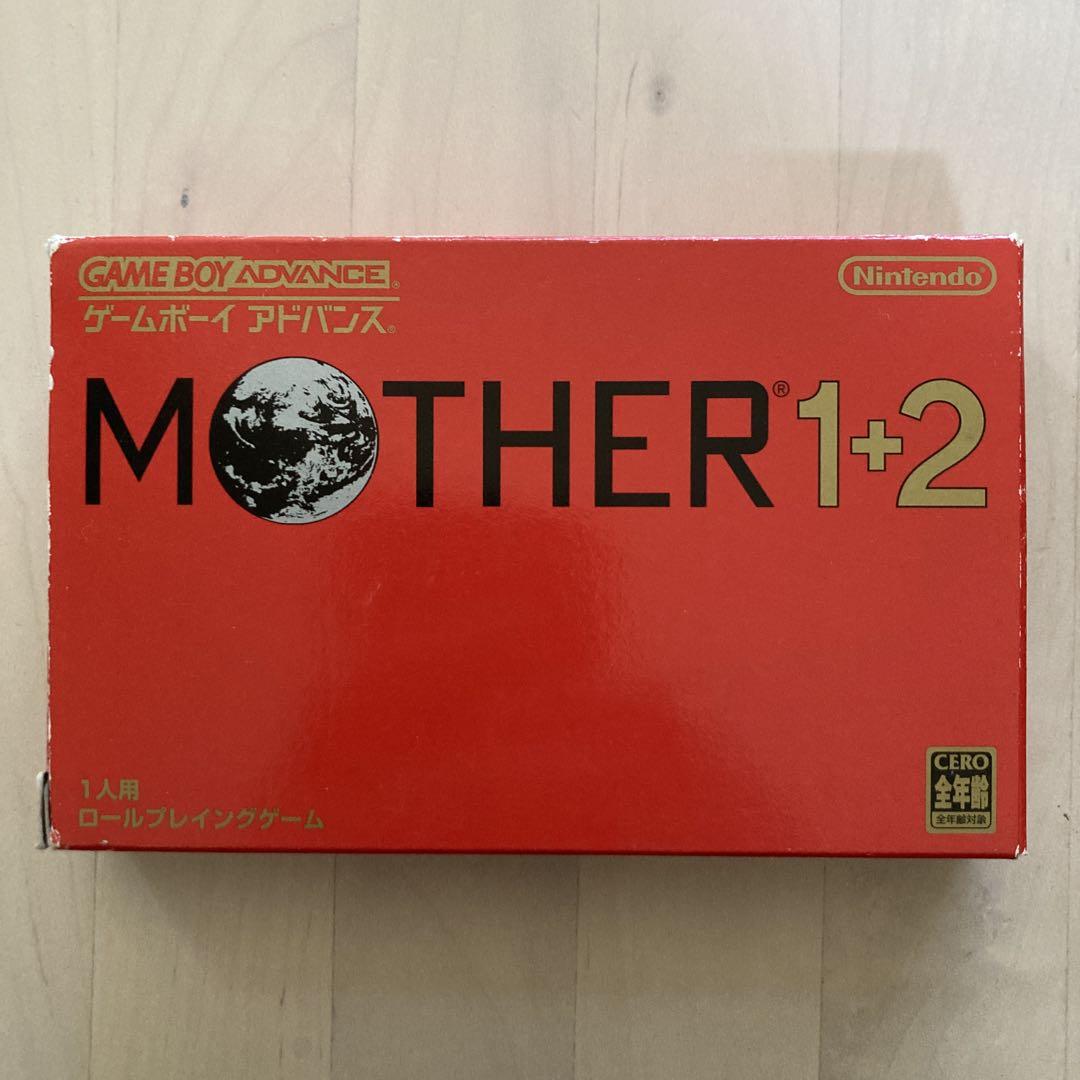 GAME BOY ADVANCE®
Nintendo®
ゲームボーイ アドバンス®
MOTHER® 1+2
1人用
ロールプレイングゲーム
CERO
全年齢
全年齢対象